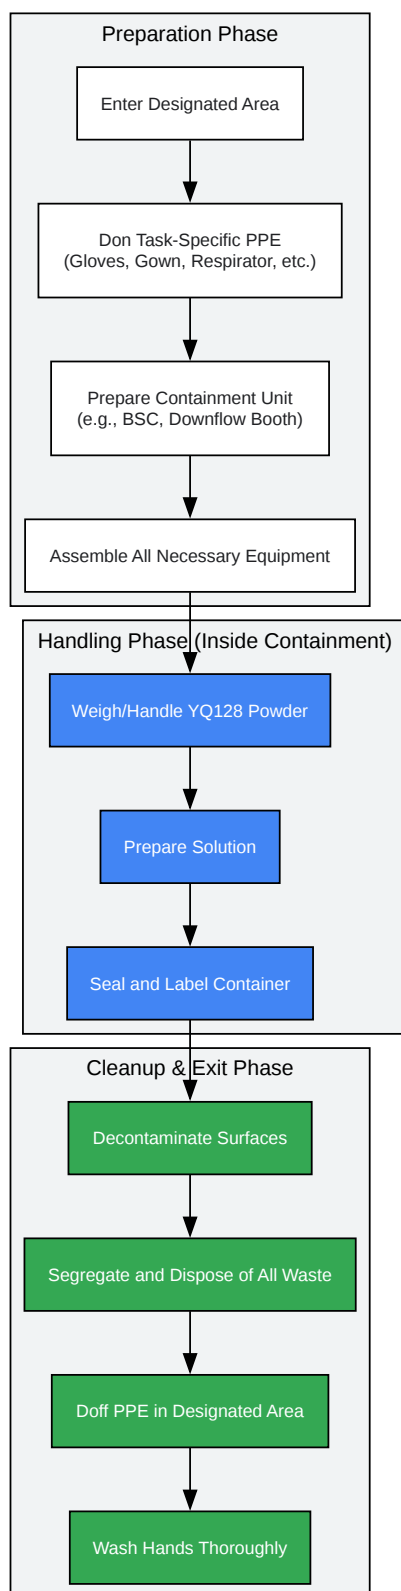 Preparation Phase
Enter Designated Area
Don Task-Specific PPE
(Gloves, Gown, Respirator, etc.)
Prepare Containment Unit
(e.g., BSC, Downflow Booth)
Assemble All Necessary Equipment
Handling Phase (Inside Containment)
Weigh/Handle YQ128 Powder
Prepare Solution
Seal and Label Container
Cleanup & Exit Phase
Decontaminate Surfaces
Segregate and Dispose of All Waste
Doff PPE in Designated Area
Wash Hands Thoroughly